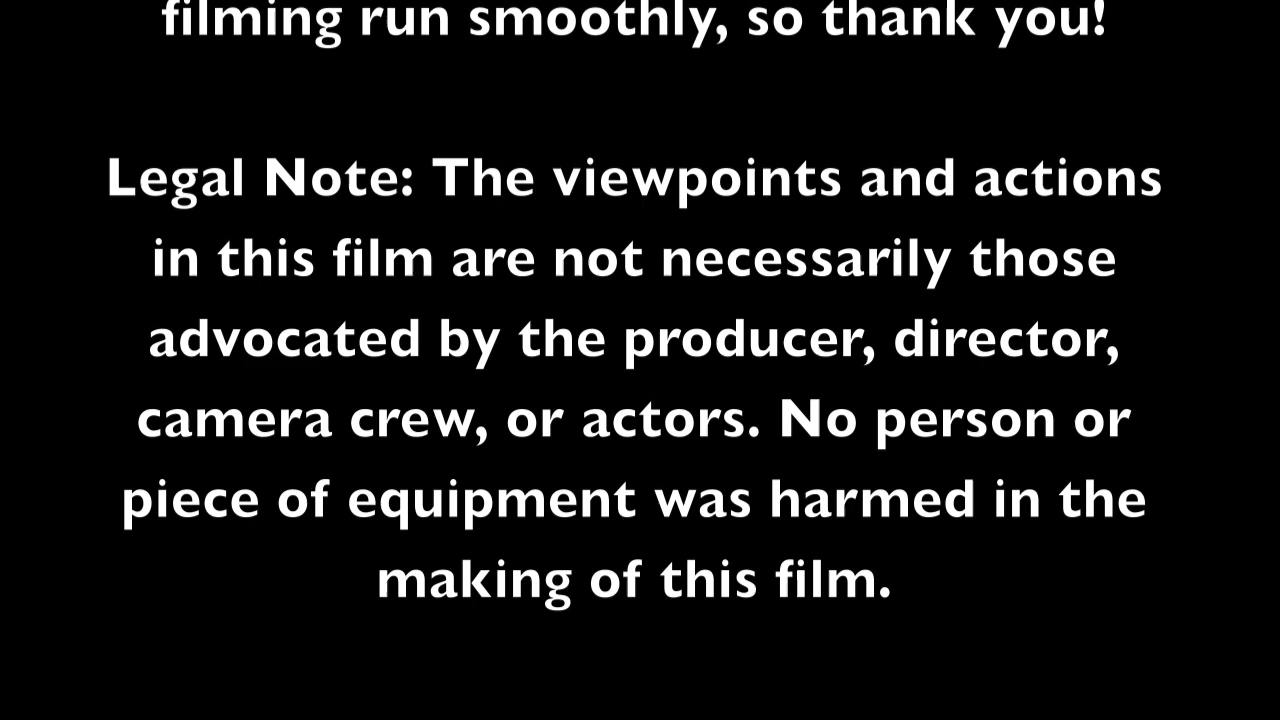 filming run smoothly, so thank you!
Legal Note: The viewpoints and actions
in this film are not necessarily those
advocated by the producer, director,
camera crew, or actors. No person or
piece of equipment was harmed in the
making of this film.